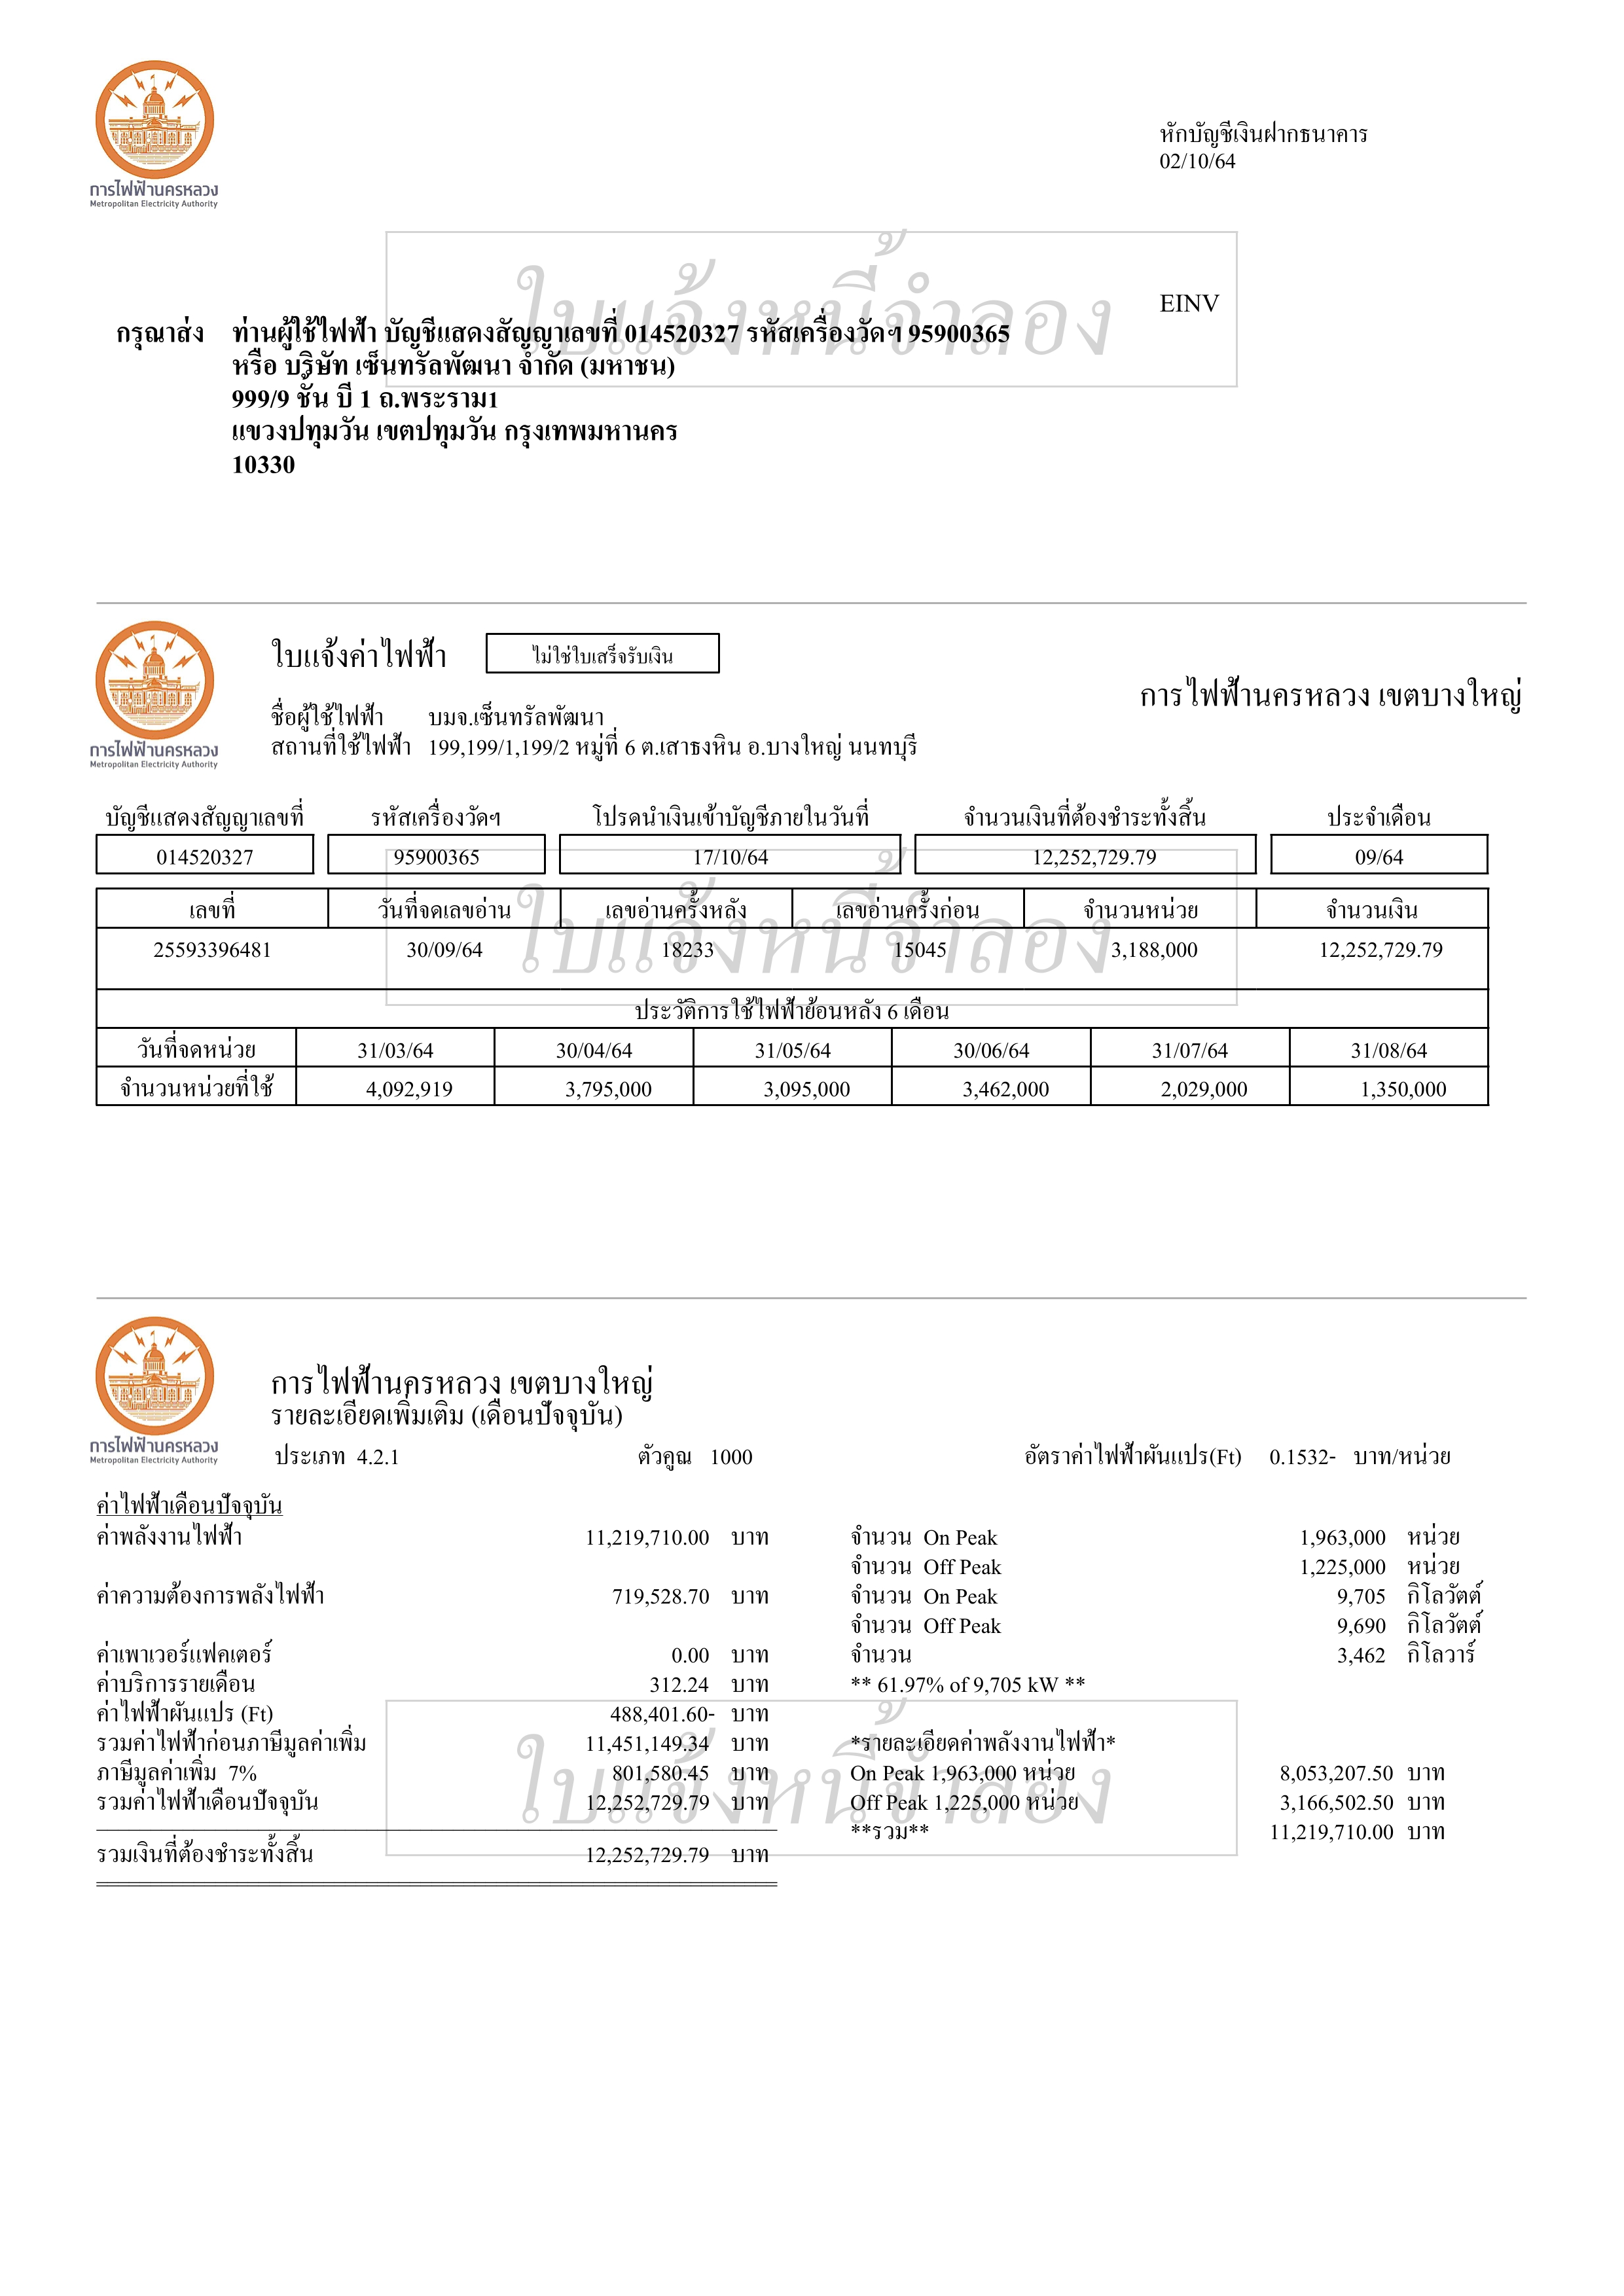 การไฟฟ้านครหลวง
Metropolitan Electricity Authority
หักบัญชีเงินฝากธนาคาร
02/10/64
ใบแจ้งหนี้จำลอง
EINV
กรุณาส่ง ท่านผู้ใช้ไฟฟ้า บัญชีแสดงสัญญาเลขที่ 014520327 รหัสเครื่องวัดฯ 95900365
หรือ บริษัท เซ็นทรัลพัฒนา จำกัด (มหาชน)
999/9 ชั้น บี 1 ถ.พระราม1
แขวงปทุมวัน เขตปทุมวัน กรุงเทพมหานคร
10330
การไฟฟ้านครหลวง
Metropolitan Electricity Authority
ใบแจ้งค่าไฟฟ้า ไม่ใช่ใบเสร็จรับเงิน
การไฟฟ้านครหลวง เขตบางใหญ่
ชื่อผู้ใช้ไฟฟ้า บมจ.เซ็นทรัลพัฒนา
สถานที่ใช้ไฟฟ้า 199,199/1,199/2 หมู่ที่ 6 ต.เสาธงหิน อ.บางใหญ่ นนทบุรี
บัญชีแสดงสัญญาเลขที่ รหัสเครื่องวัดฯ โปรดนำเงินเข้าบัญชีภายในวันที่ จำนวนเงินที่ต้องชำระทั้งสิ้น ประจำเดือน
014520327 95900365 17/10/64 12,252,729.79 09/64
ใบแจ้งหนี้จำลอง
เลขที่ วันที่จดเลขอ่าน เลขอ่านครั้งหลัง เลขอ่านครั้งก่อน จำนวนหน่วย จำนวนเงิน
25593396481 30/09/64 18233 15045 3,188,000 12,252,729.79
ประวัติการใช้ไฟฟ้าย้อนหลัง 6 เดือน
วันที่จดหน่วย 31/03/64 30/04/64 31/05/64 30/06/64 31/07/64 31/08/64
จำนวนหน่วยที่ใช้ 4,092,919 3,795,000 3,095,000 3,462,000 2,029,000 1,350,000
การไฟฟ้านครหลวง
Metropolitan Electricity Authority
การไฟฟ้านครหลวง เขตบางใหญ่
รายละเอียดเพิ่มเติม (เดือนปัจจุบัน)
ประเภท 4.2.1 ตัวคูณ 1000 อัตราค่าไฟฟ้าผันแปร(Ft) 0.1532- บาท/หน่วย
ค่าไฟฟ้าเดือนปัจจุบัน
ค่าพลังงานไฟฟ้า 11,219,710.00 บาท จำนวน On Peak 1,963,000 หน่วย
จำนวน Off Peak 1,225,000 หน่วย
ค่าความต้องการพลังไฟฟ้า 719,528.70 บาท จำนวน On Peak 9,705 กิโลวัตต์
จำนวน Off Peak 9,690 กิโลวัตต์
ค่าเพาเวอร์แฟคเตอร์ 0.00 บาท จำนวน 3,462 กิโลวาร์
ค่าบริการรายเดือน 312.24 บาท ** 61.97% of 9,705 kW **
ค่าไฟฟ้าผันแปร (Ft) 488,401.60- บาท
รวมค่าไฟฟ้าก่อนภาษีมูลค่าเพิ่ม 11,451,149.34 บาท *รายละเอียดค่าพลังงานไฟฟ้า*
ภาษีมูลค่าเพิ่ม 7% 801,580.45 บาท On Peak 1,963,000 หน่วย 8,053,207.50 บาท
รวมค่าไฟฟ้าเดือนปัจจุบัน 12,252,729.79 บาท Off Peak 1,225,000 หน่วย 3,166,502.50 บาท
**รวม** 11,219,710.00 บาท
รวมเงินที่ต้องชำระทั้งสิ้น 12,252,729.79 บาท
ใบแจ้งหนี้จำลอง